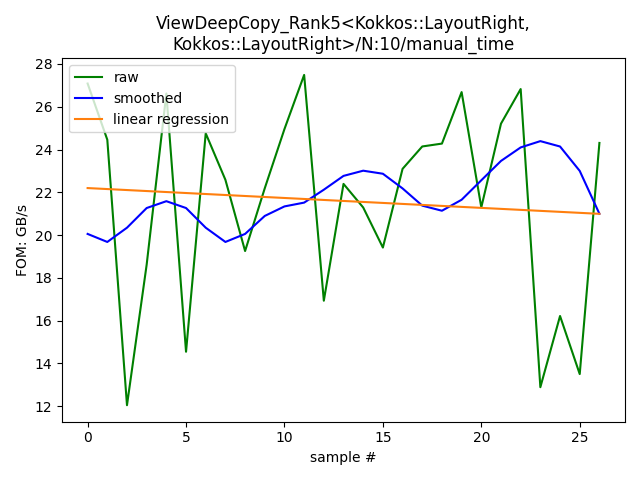 ViewDeepCopy_Rank5<Kokkos::LayoutRight,
Kokkos::LayoutRight>/N:10/manual_time
raw
smoothed
linear regression
FOM: GB/s
28
26
24
22
20
18
16
14
12
0
5
10
15
20
25
sample #